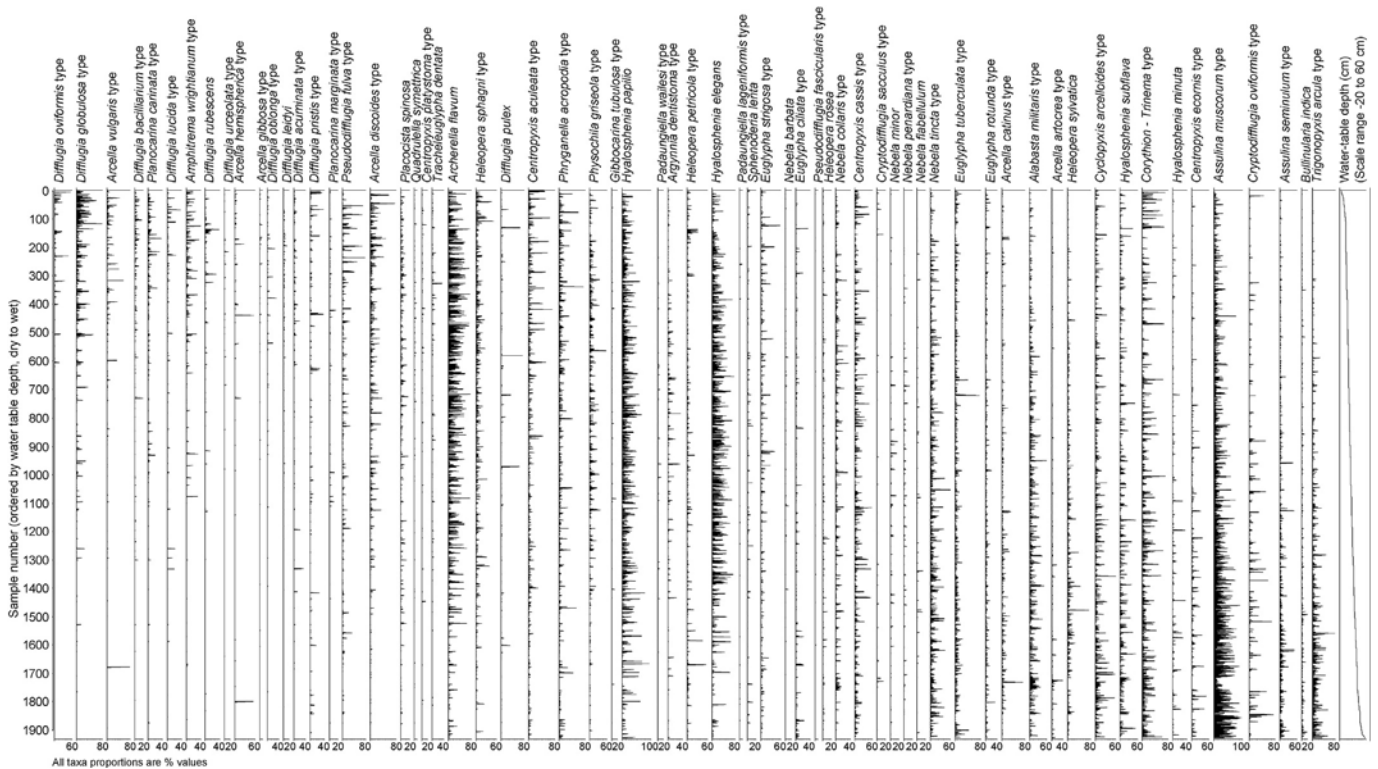 Difflugia oviformis type
Difflugia globulosa type
Arcella vulgaris type
Difflugia bacilliarium type
Planocarina carinata type
Difflugia lucida type
Amphitrema wrightianum type
Difflugia rubescens
Difflugia urceolata type
Arcella hemispherica type
Arcella gibbosa type
Difflugia oblonga type
Difflugia leidyi
Difflugia acuminata type
Difflugia pristis type
Planocarina marginata type
Pseudodifflugia fulva type
Arcella discoides type
Placocista spinosa
Quadrulella symmetrica
Centropyxis platystoma type
Tracheleuglypha dentata
Archerella flavum
Heleopera sphagni type
Difflugia pulex
Centropyxis aculeata type
Phryganella acropodia type
Physochila griseola type
Gibbocarina tubulosa type
Hyalosphenia papilio
Padaungiella wailesi type
Argynnia dentistoma type
Heleopera petricola type
Hyalosphenia elegans
Padaungiella lageniformis type
Sphenoderia lenta
Euglypha strigosa type
Nebela barbata
Euglypha ciliata type
Pseudodifflugia fascicularis type
Heleopera rosea
Nebela collaris type
Centropyxis cassis type
Cryptodifflugia sacculus type
Nebela minor
Nebela penardiana type
Nebela flabellulum
Nebela tincta type
Euglypha tuberculata type
Euglypha rotunda type
Arcella catinus type
Alabasta militaris type
Arcella artocrea type
Heleopera sylvatica
Cyclopyxis arcelloides type
Hyalosphenia subflava
Corythion - Trinema type
Hyalosphenia minuta
Centropyxis ecornis type
Assulina muscorum type
Cryptodifflugia oviformis type
Assulina seminulum type
Bullinularia indica
Trigonopyxis arcula type
Water-table depth (cm)
(Scale range -20 to 60 cm)
Sample number (ordered by water table depth, dry to wet)
0
100
200
300
400
500
600
700
800
900
1000
1100
1200
1300
1400
1500
1600
1700
1800
1900
All taxa proportions are % values